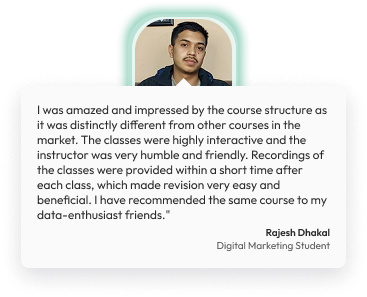 I was amazed and impressed by the course structure as
it was distinctly different from other courses in the
market. The classes were highly interactive and the
instructor was very humble and friendly. Recordings of
the classes were provided within a short time after
each class, which made revision very easy and
beneficial. I have recommended the same course to my
data-enthusiast friends."
Rajesh Dhakal
Digital Marketing Student